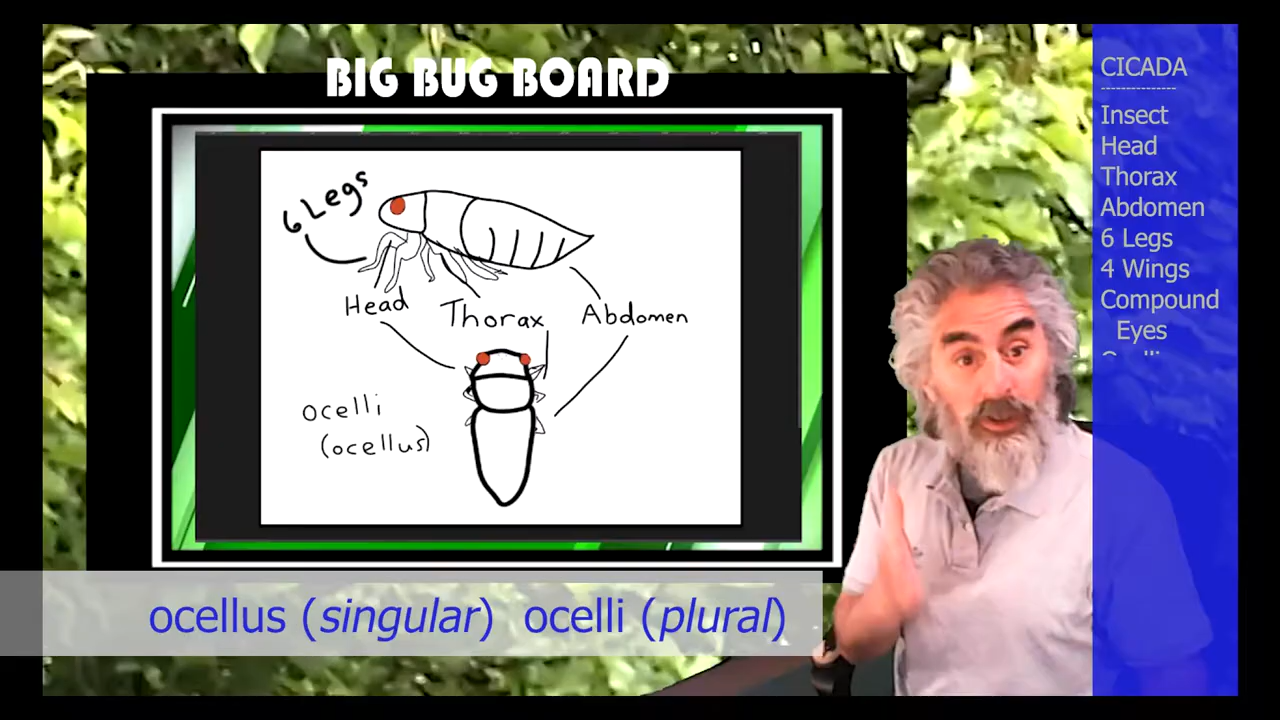 BIG BUG BOARD
6 Legs
Head
Thorax
Abdomen
ocelli
(ocellus)
ocellus (singular) ocelli (plural)
CICADA
---------------
Insect
Head
Thorax
Abdomen
6 Legs
4 Wings
Compound
Eyes